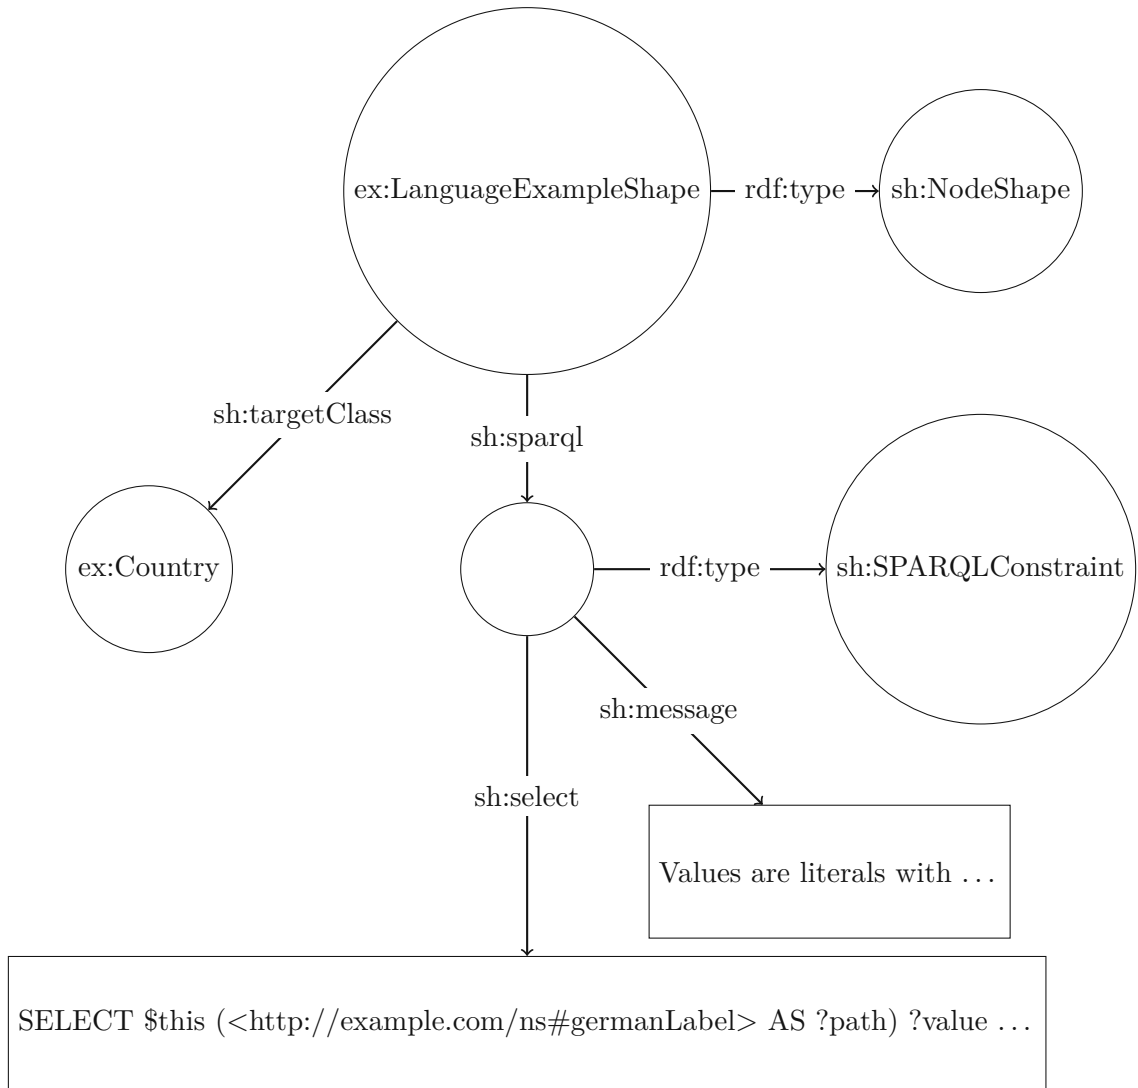 ex:LanguageExampleShape
rdf:type
sh:NodeShape
sh:targetClass
sh:sparql
ex:Country
rdf:type
sh:SPARQLConstraint
sh:message
sh:select
Values are literals with ...
SELECT $this (<http://example.com/ns#germanLabel> AS ?path) ?value ...